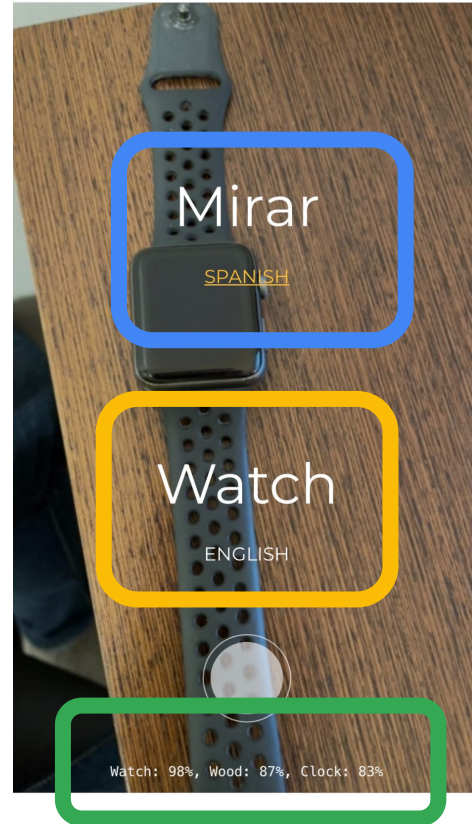 Mirar
SPANISH
Watch
ENGLISH
Watch: 98%, Wood: 87%, Clock: 83%